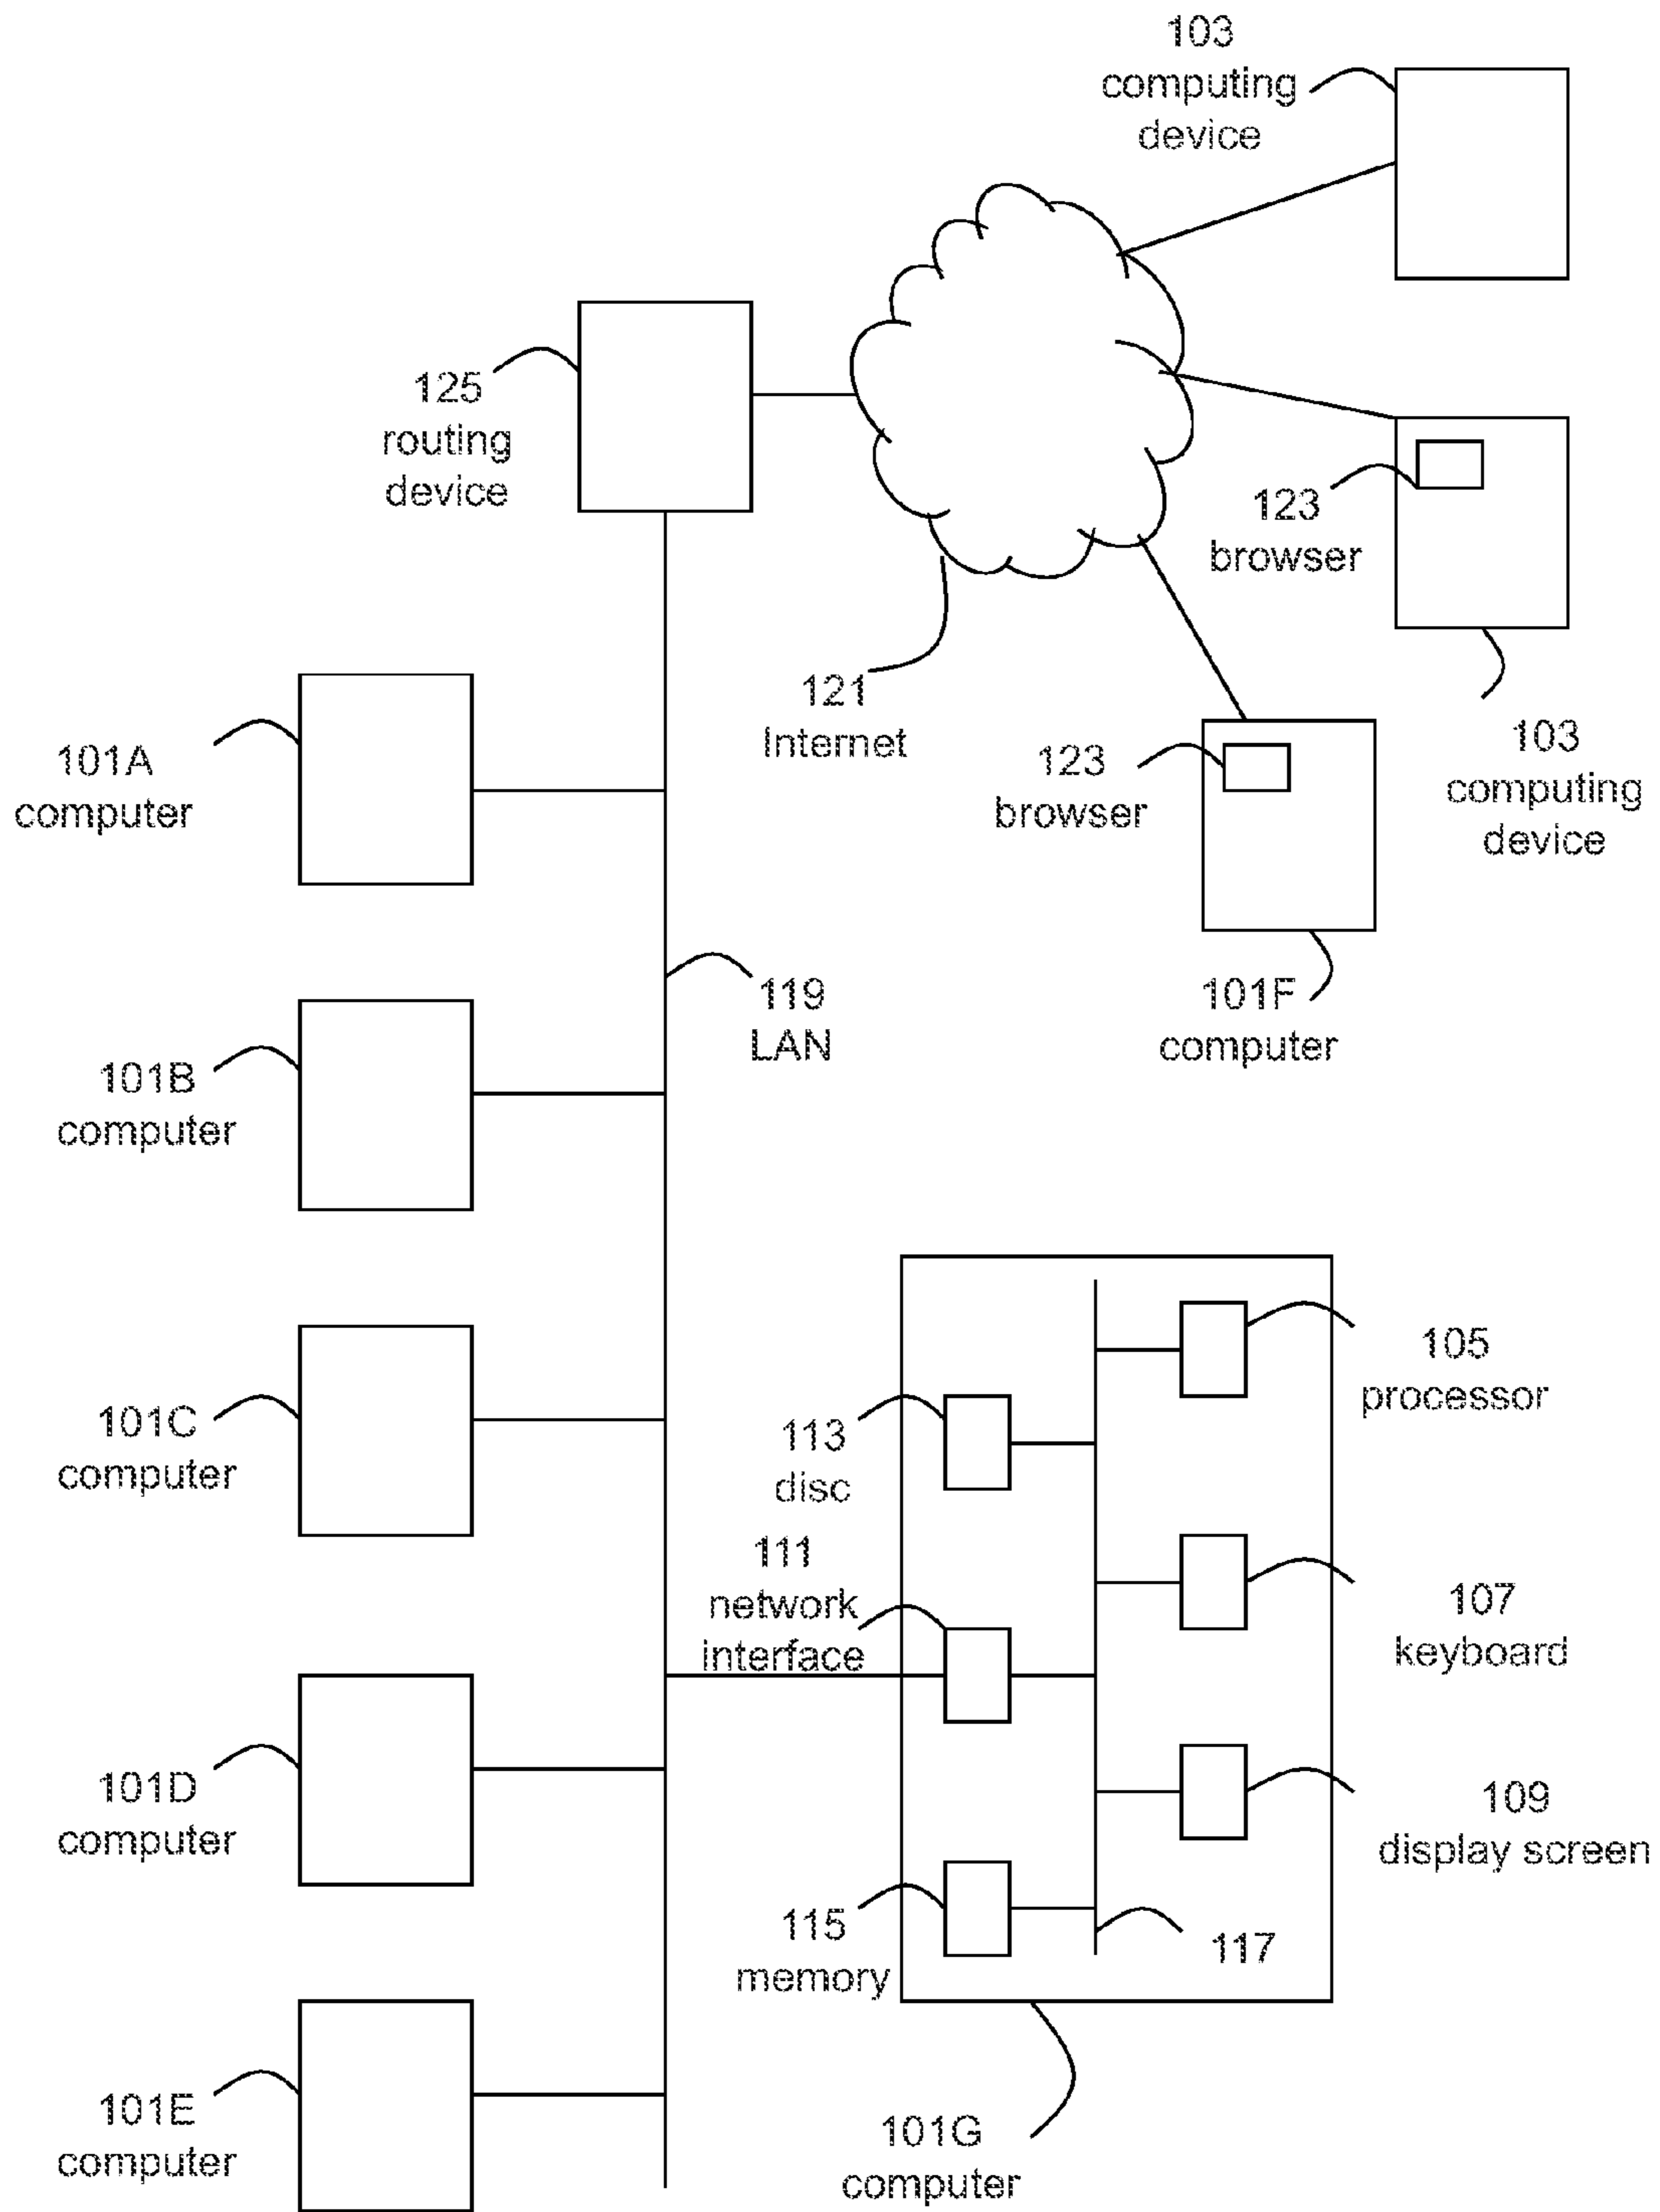 103
computing
device
125
routing
device
123
browser
121
Internet
123
browser
103
computing
device
101A
computer
119
LAN
101F
computer
101B
computer
105
processor
101C
computer
113
disc
111
network
interface
107
keyboard
101D
computer
109
display screen
115
memory
117
101E
computer
101G
computer